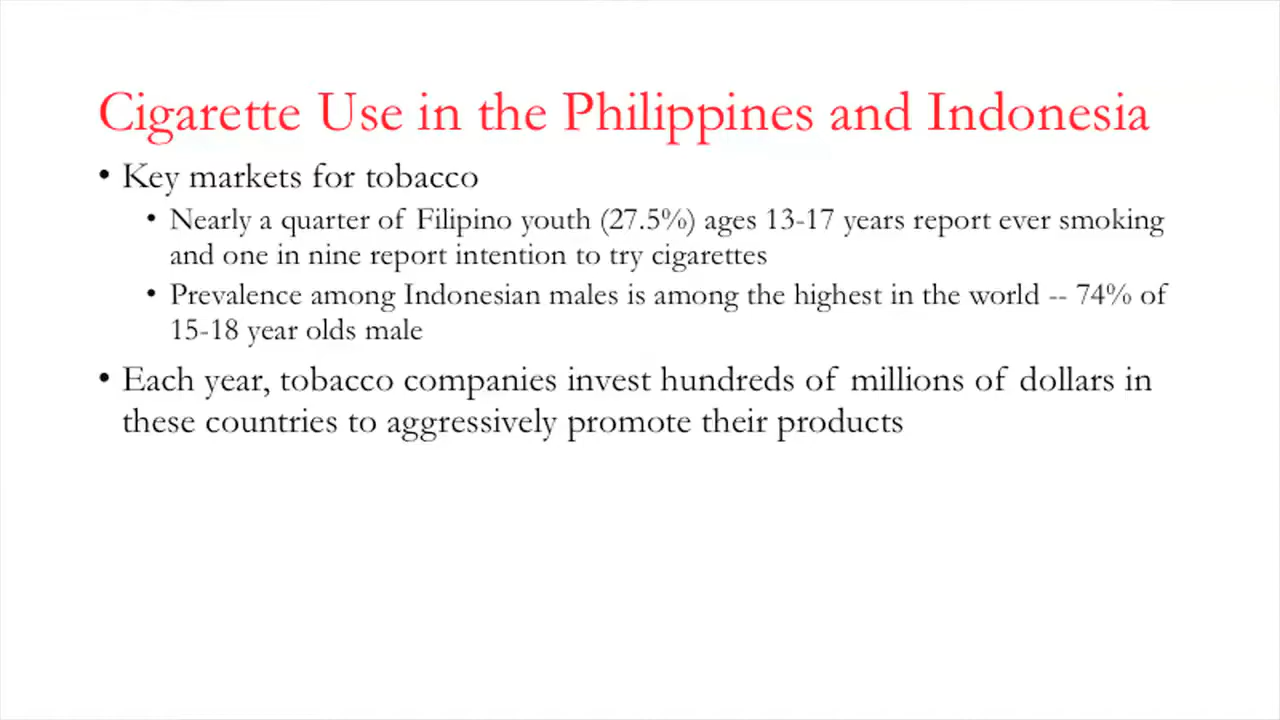 Cigarette Use in the Philippines and Indonesia
• Key markets for tobacco
• Nearly a quarter of Filipino youth (27.5%) ages 13-17 years report ever smoking
and one in nine report intention to try cigarettes
• Prevalence among Indonesian males is among the highest in the world -- 74% of
15-18 year olds male
• Each year, tobacco companies invest hundreds of millions of dollars in
these countries to aggressively promote their products